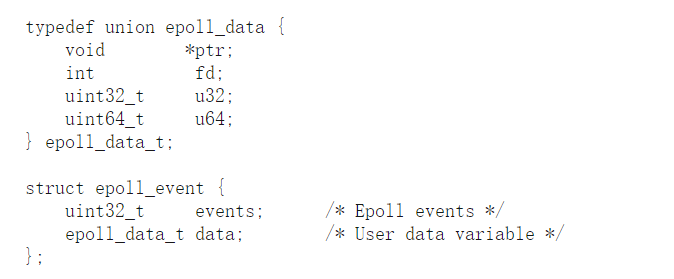 typedef union epoll_data {
    void        *ptr;
    int          fd;
    uint32_t     u32;
    uint64_t     u64;
} epoll_data_t;

struct epoll_event {
    uint32_t     events;      /* Epoll events */
    epoll_data_t data;        /* User data variable */
};